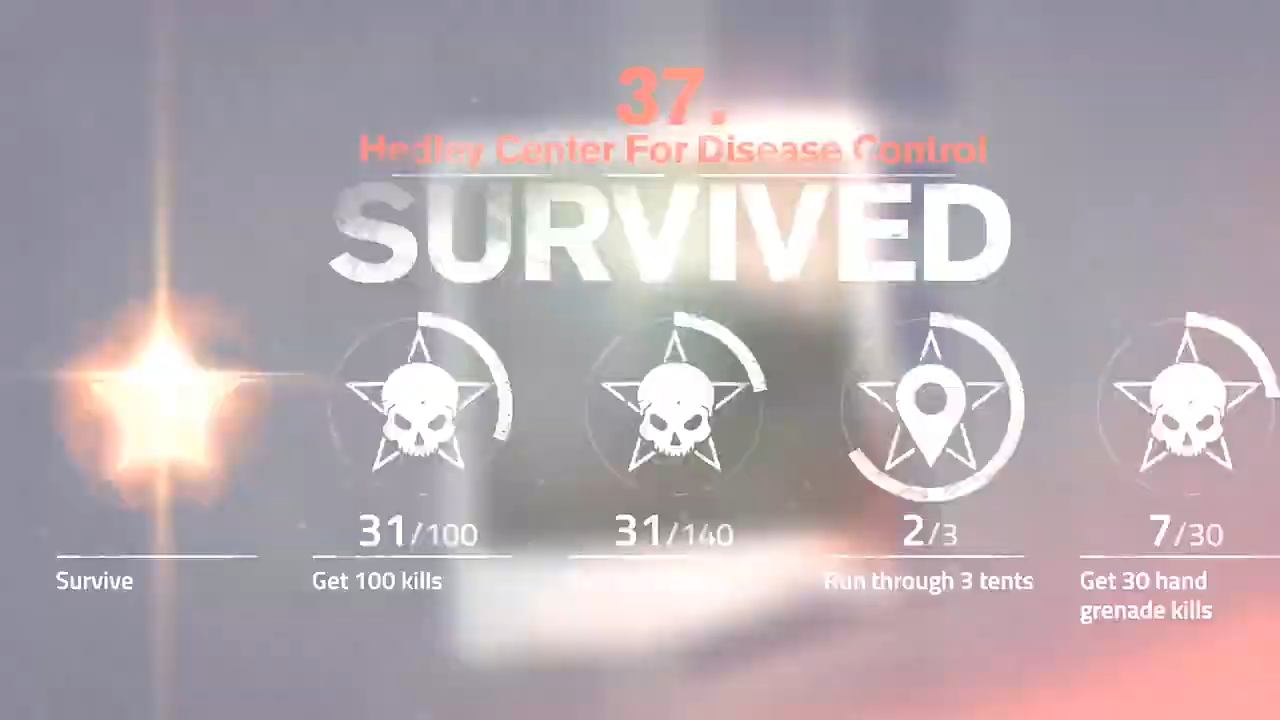 37.
Hedley Center For Disease Control
SURVIVED
31/100
31/140
2/3
7/30
Survive
Get 100 kills
Run through 3 tents
Get 30 hand
grenade kills